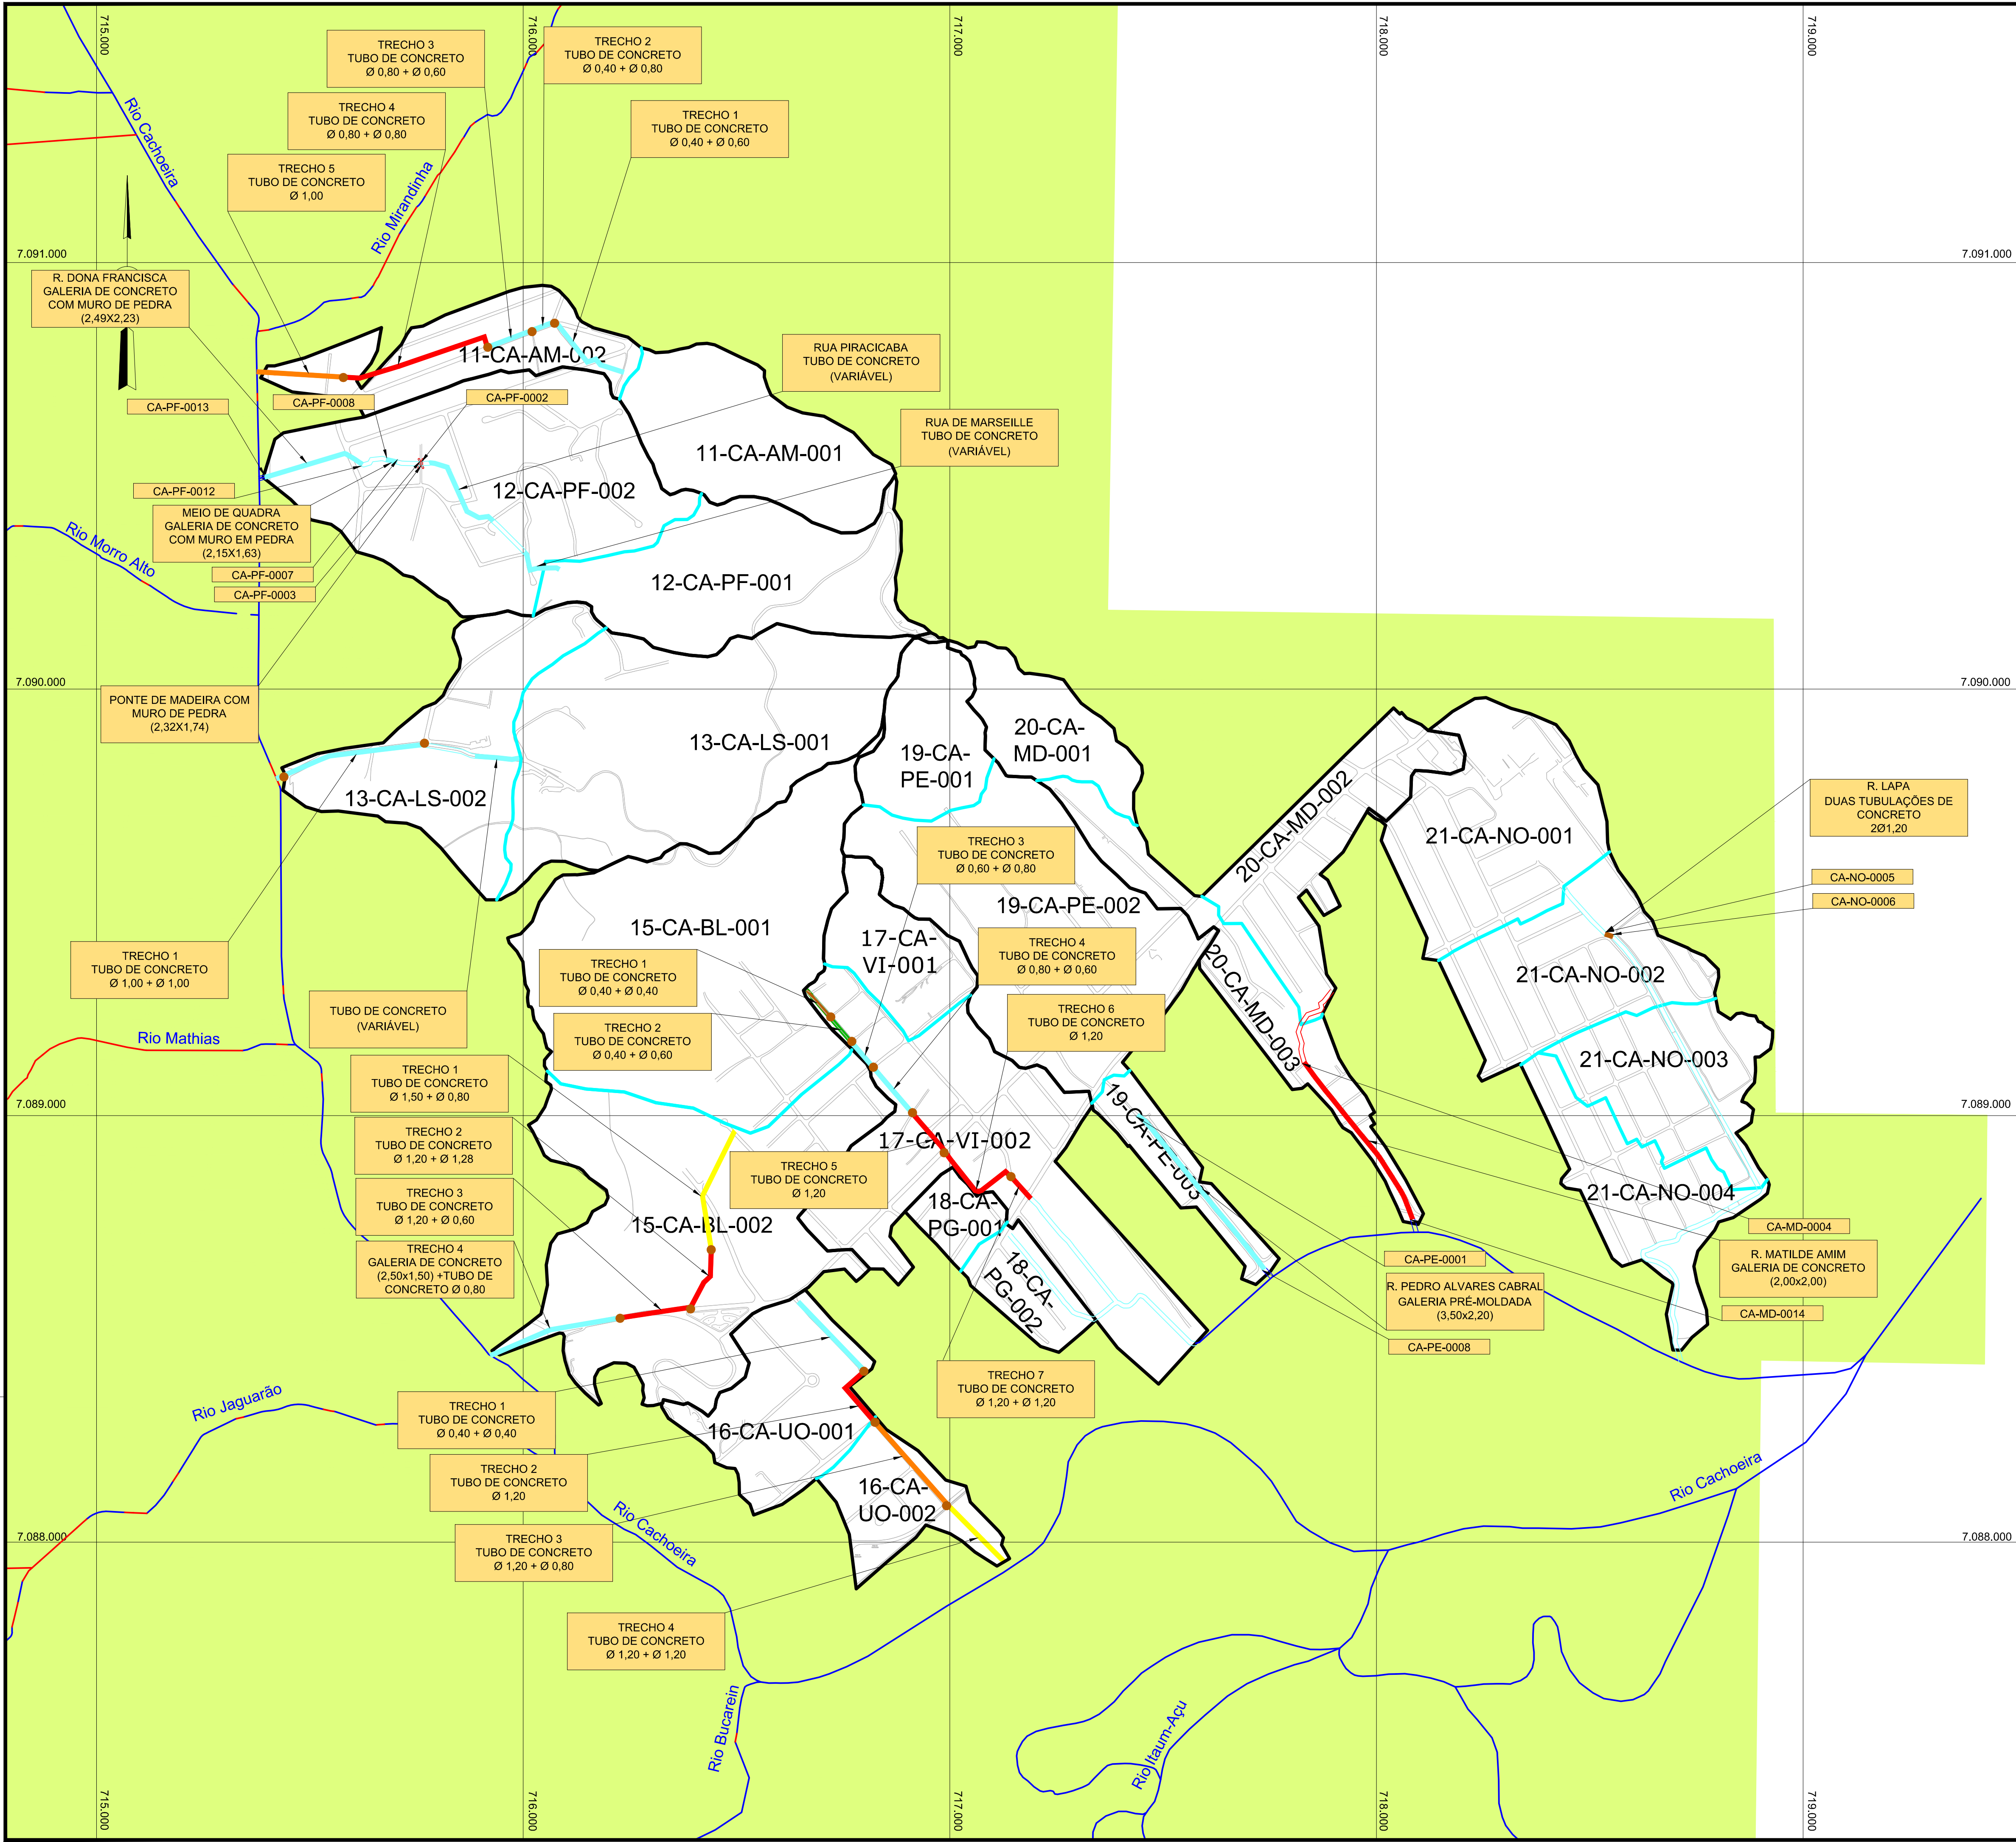 715.000
716.000
717.000
718.000
719.000
TRECHO 3
TUBO DE CONCRETO
Ø 0,80 + Ø 0,60
TRECHO 2
TUBO DE CONCRETO
Ø 0,40 + Ø 0,80
TRECHO 4
TUBO DE CONCRETO
Ø 0,80 + Ø 0,80
TRECHO 1
TUBO DE CONCRETO
Ø 0,40 + Ø 0,60
TRECHO 5
TUBO DE CONCRETO
Ø 1,00
Rio Cachoeira
Rio Mirandinha
7.091.000
7.091.000
R. DONA FRANCISCA
GALERIA DE CONCRETO
COM MURO DE PEDRA
(2,49X2,23)
11-CA-AM-002
RUA PIRACICABA
TUBO DE CONCRETO
(VARIÁVEL)
CA-PF-0013
CA-PF-0008
CA-PF-0002
RUA DE MARSEILLE
TUBO DE CONCRETO
(VARIÁVEL)
11-CA-AM-001
CA-PF-0012
12-CA-PF-002
MEIO DE QUADRA
GALERIA DE CONCRETO
COM MURO EM PEDRA
(2,15X1,63)
Rio Morro Alto
CA-PF-0007
CA-PF-0003
12-CA-PF-001
7.090.000
7.090.000
PONTE DE MADEIRA COM
MURO DE PEDRA
(2,32X1,74)
13-CA-LS-001
13-CA-LS-002
19-CA-
PE-001
20-CA-
MD-001
20-CA-MD-002
21-CA-NO-001
R. LAPA
DUAS TUBULAÇÕES DE
CONCRETO
2Ø1,20
CA-NO-0005
CA-NO-0006
TRECHO 3
TUBO DE CONCRETO
Ø 0,60 + Ø 0,80
19-CA-PE-002
15-CA-BL-001
17-CA-
VI-001
TRECHO 4
TUBO DE CONCRETO
Ø 0,80 + Ø 0,60
20-CA-MD-003
21-CA-NO-002
TRECHO 1
TUBO DE CONCRETO
Ø 1,00 + Ø 1,00
TRECHO 1
TUBO DE CONCRETO
Ø 0,40 + Ø 0,40
TUBO DE CONCRETO
(VARIÁVEL)
TRECHO 2
TUBO DE CONCRETO
Ø 0,40 + Ø 0,60
TRECHO 6
TUBO DE CONCRETO
Ø 1,20
Rio Mathias
21-CA-NO-003
TRECHO 1
TUBO DE CONCRETO
Ø 1,50 + Ø 0,80
7.089.000
7.089.000
TRECHO 2
TUBO DE CONCRETO
Ø 1,20 + Ø 1,28
17-CA-VI-002
19-CA-PE-003
TRECHO 5
TUBO DE CONCRETO
Ø 1,20
TRECHO 3
TUBO DE CONCRETO
Ø 1,20 + Ø 0,60
15-CA-BL-002
18-CA-
PG-001
21-CA-NO-004
CA-MD-0004
TRECHO 4
GALERIA DE CONCRETO
(2,50x1,50) +TUBO DE
CONCRETO Ø 0,80
18-CA-
PG-002
CA-PE-0001
R. MATILDE AMIM
GALERIA DE CONCRETO
(2,00x2,00)
R. PEDRO ALVARES CABRAL
GALERIA PRÉ-MOLDADA
(3,50x2,20)
CA-MD-0014
CA-PE-0008
TRECHO 7
TUBO DE CONCRETO
Ø 1,20 + Ø 1,20
Rio Jaguarão
TRECHO 1
TUBO DE CONCRETO
Ø 0,40 + Ø 0,40
16-CA-UO-001
TRECHO 2
TUBO DE CONCRETO
Ø 1,20
16-CA-
UO-002
Rio Cachoeira
Rio Cachoeira
7.088.000
7.088.000
TRECHO 3
TUBO DE CONCRETO
Ø 1,20 + Ø 0,80
TRECHO 4
TUBO DE CONCRETO
Ø 1,20 + Ø 1,20
Rio Bucarein
Rio Itaum-Açu
715.000
716.000
717.000
718.000
719.000